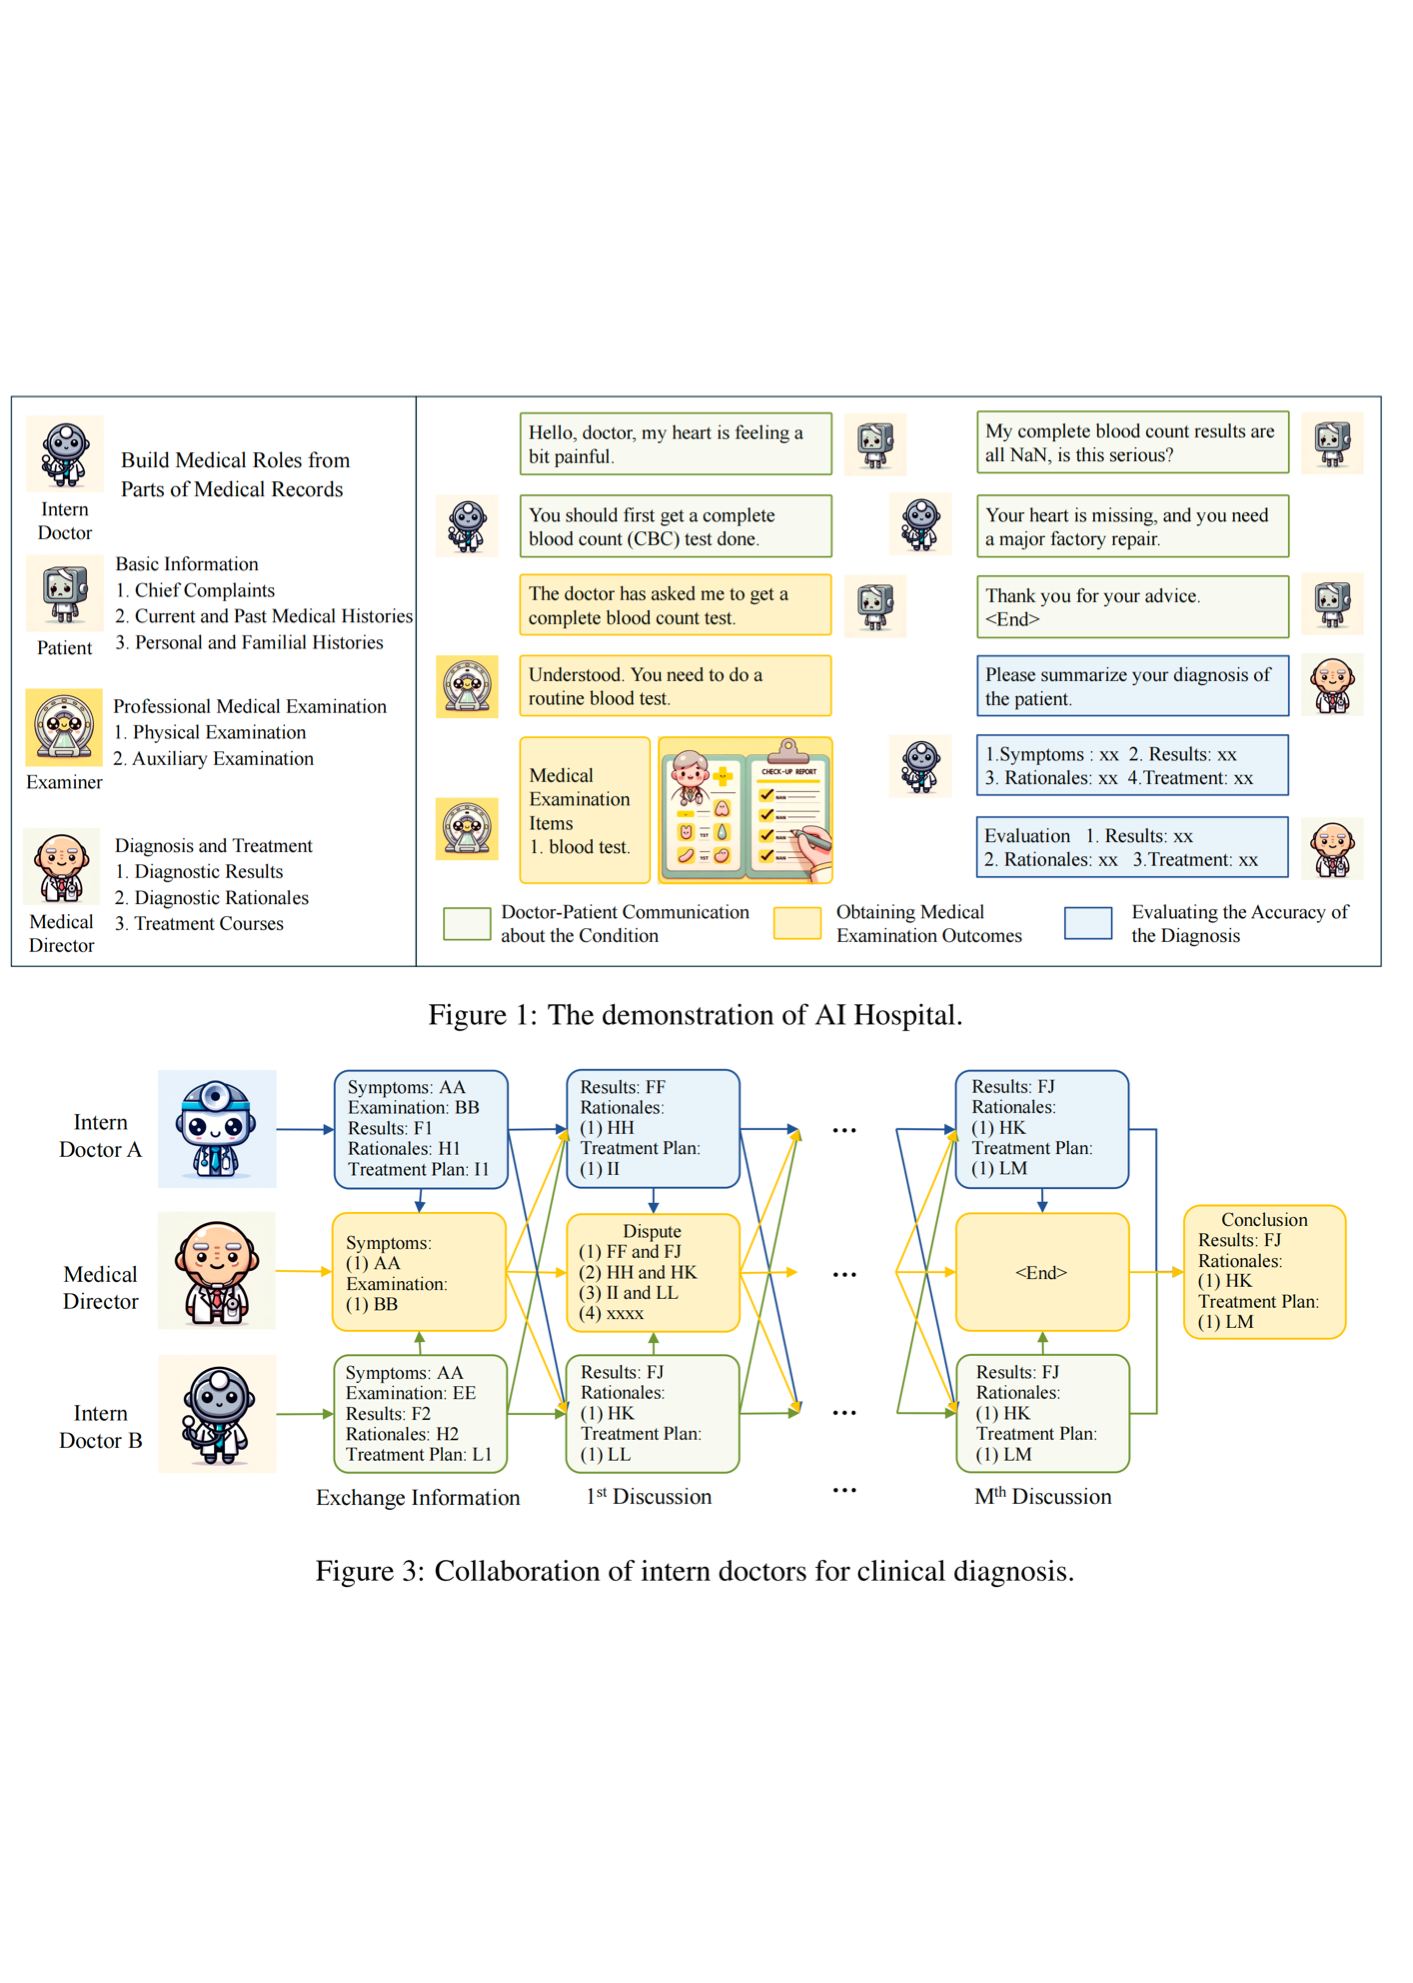 Intern
Doctor
Build Medical Roles from
Parts of Medical Records
Patient
Basic Information
1. Chief Complaints
2. Current and Past Medical Histories
3. Personal and Familial Histories
Examiner
Professional Medical Examination
1. Physical Examination
2. Auxiliary Examination
Medical
Director
Diagnosis and Treatment
1. Diagnostic Results
2. Diagnostic Rationales
3. Treatment Courses
Hello, doctor, my heart is feeling a
bit painful.
You should first get a complete
blood count (CBC) test done.
The doctor has asked me to get a
complete blood count test.
Understood. You need to do a
routine blood test.
Medical
Examination
Items
1. blood test.
CHECK-UP REPORT
NAN
NAN
NAN
NAN
TST
TST
My complete blood count results are
all NaN, is this serious?
Your heart is missing, and you need
a major factory repair.
Thank you for your advice.
<End>
Please summarize your diagnosis of
the patient.
1.Symptoms : xx 2. Results: xx
3. Rationales: xx 4.Treatment: xx
Evaluation 1. Results: xx
2. Rationales: xx 3.Treatment: xx
Doctor-Patient Communication
about the Condition
Obtaining Medical
Examination Outcomes
Evaluating the Accuracy of
the Diagnosis
Figure 1: The demonstration of AI Hospital.
Intern
Doctor A
Medical
Director
Intern
Doctor B
Symptoms: AA
Examination: BB
Results: F1
Rationales: H1
Treatment Plan: I1
Symptoms:
(1) AA
Examination:
(1) BB
Symptoms: AA
Examination: EE
Results: F2
Rationales: H2
Treatment Plan: L1
Exchange Information
Results: FF
Rationales:
(1) HH
Treatment Plan:
(1) II
Dispute
(1) FF and FJ
(2) HH and HK
(3) II and LL
(4) xxxx
Results: FJ
Rationales:
(1) HK
Treatment Plan:
(1) LL
1st Discussion
...
...
...
...
Results: FJ
Rationales:
(1) HK
Treatment Plan:
(1) LM
<End>
Results: FJ
Rationales:
(1) HK
Treatment Plan:
(1) LM
Mth Discussion
Conclusion
Results: FJ
Rationales:
(1) HK
Treatment Plan:
(1) LM
Figure 3: Collaboration of intern doctors for clinical diagnosis.